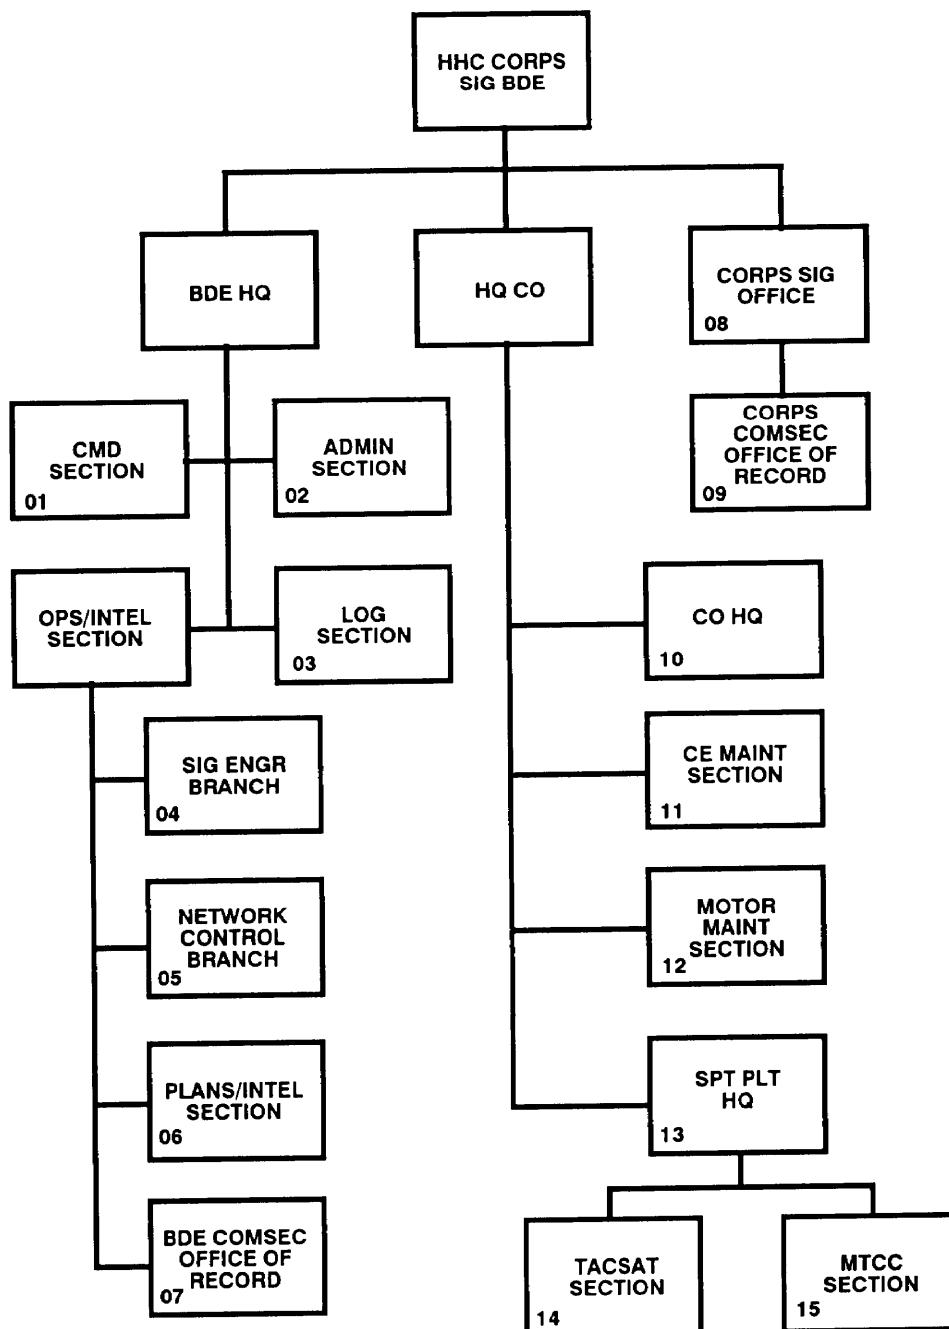 HHC CORPS
SIG BDE
BDE HQ
HQ CO
CORPS SIG
OFFICE
08
CORPS
COMSEC
OFFICE OF
RECORD
09
CMD
SECTION
01
ADMIN
SECTION
02
OPS/INTEL
SECTION
LOG
SECTION
03
SIG ENGR
BRANCH
04
NETWORK
CONTROL
BRANCH
05
PLANS/INTEL
SECTION
06
BDE COMSEC
OFFICE OF
RECORD
07
CO HQ
10
CE MAINT
SECTION
11
MOTOR
MAINT
SECTION
12
SPT PLT
HQ
13
TACSAT
SECTION
14
MTCC
SECTION
15